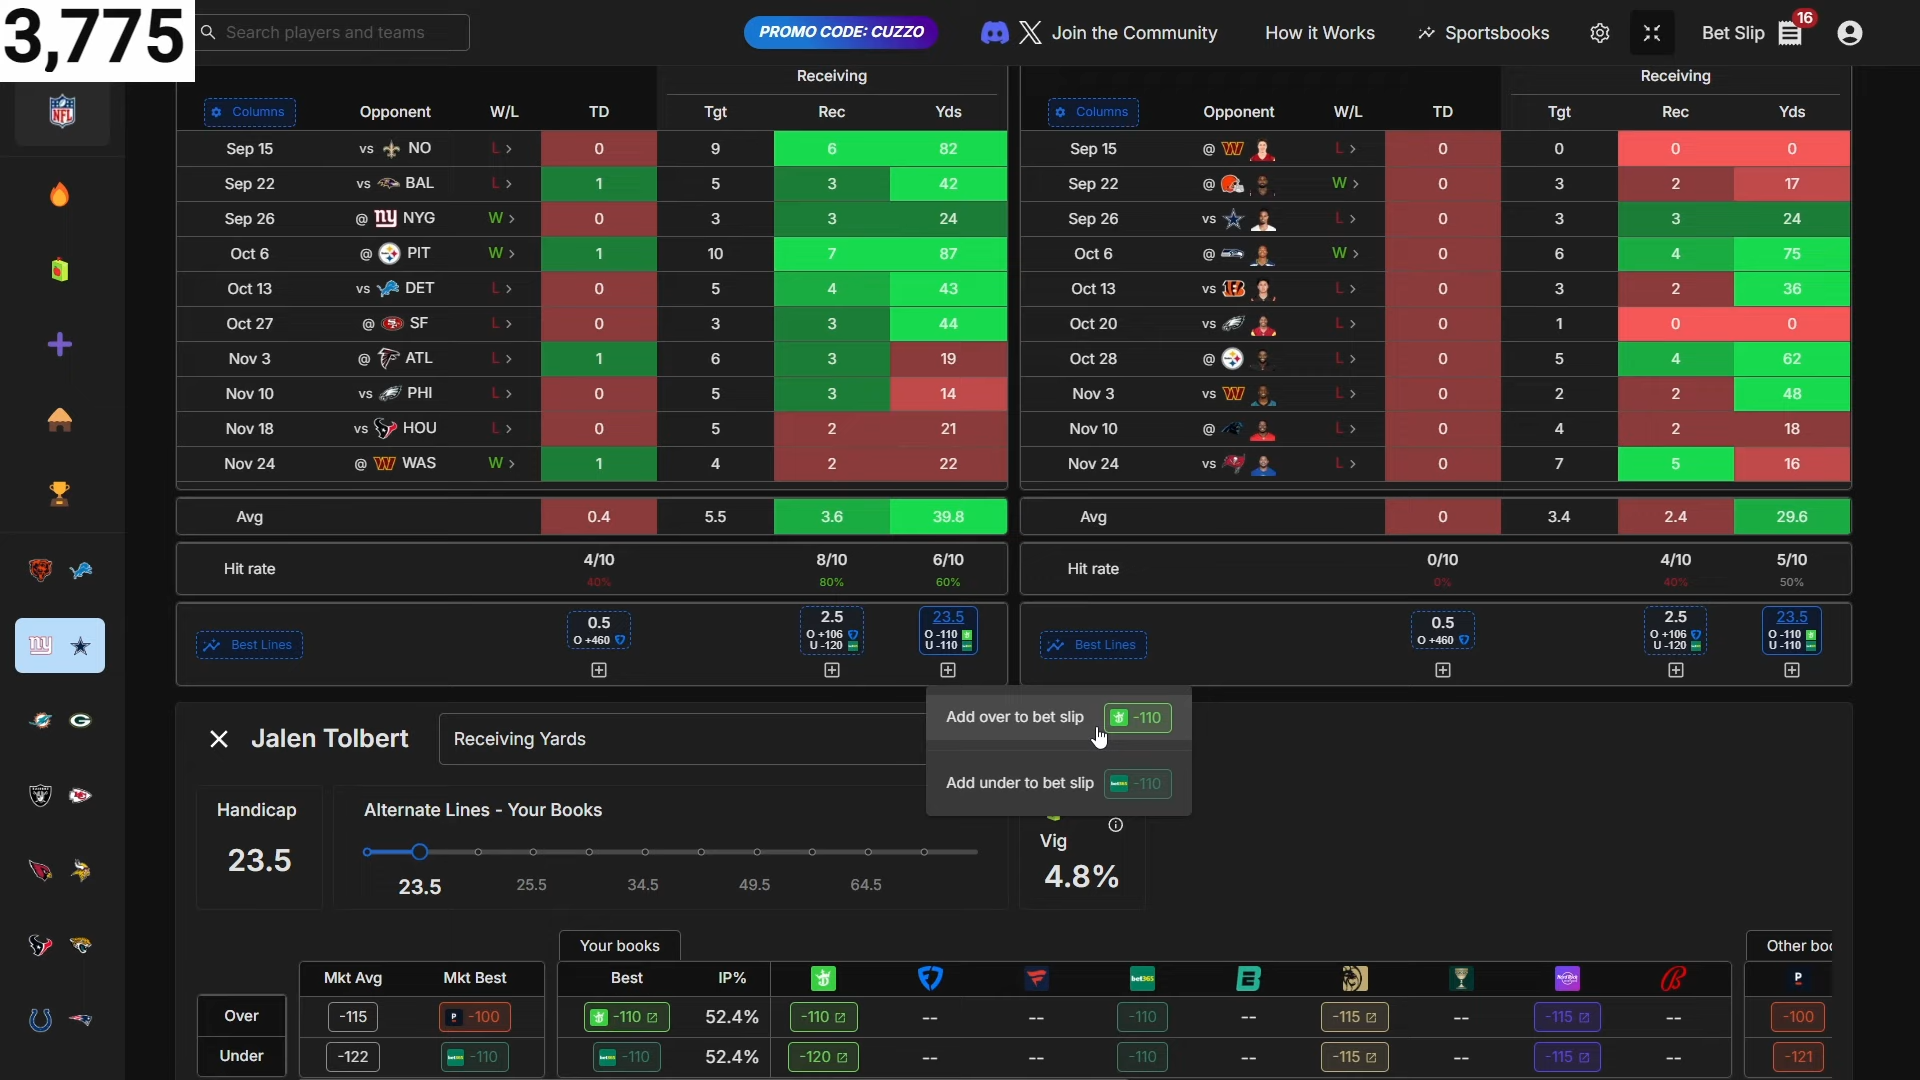 3,775
Search players and teams
PROMO CODE: CUZZO
Join the Community
How it Works
Sportsbooks
Bet Slip
16
NFL
Receiving
Columns Opponent W/L TD Tgt Rec Yds
Sep 15 vs NO L > 0 9 6 82
Sep 22 vs BAL L > 1 5 3 42
Sep 26 @ NYG W > 0 3 3 24
Oct 6 @ PIT W > 1 10 7 87
Oct 13 vs DET L > 0 5 4 43
Oct 27 @ SF L > 0 3 3 44
Nov 3 @ ATL L > 1 6 3 19
Nov 10 vs PHI L > 0 5 3 14
Nov 18 vs HOU L > 0 5 2 21
Nov 24 @ WAS W > 1 4 2 22
Avg 0.4 5.5 3.6 39.8
Hit rate 4/10 8/10 6/10
40% 80% 60%
Best Lines 0.5 2.5 23.5
O +460 O +106 O -110
U -120 U -110
Receiving
Columns Opponent W/L TD Tgt Rec Yds
Sep 15 @ L > 0 0 0 0
Sep 22 @ W > 0 3 2 17
Sep 26 vs L > 0 3 3 24
Oct 6 @ W > 0 6 4 75
Oct 13 vs L > 0 3 2 36
Oct 20 vs L > 0 1 0 0
Oct 28 @ L > 0 5 4 62
Nov 3 vs L > 0 2 2 48
Nov 10 @ L > 0 4 2 18
Nov 24 vs L > 0 7 5 16
Avg 0 3.4 2.4 29.6
Hit rate 0/10 4/10 5/10
0% 40% 50%
Best Lines 0.5 2.5 23.5
O +460 O +106 O -110
U -120 U -110
Add over to bet slip -110
Add under to bet slip bet365 -110
Jalen Tolbert
Receiving Yards
Handicap
23.5
Alternate Lines - Your Books
23.5 25.5 34.5 49.5 64.5
Vig
4.8%
Your books
Other boo
Mkt Avg Mkt Best Best IP% bet365
Over -115 -100 -110 52.4% -110 -- -- -110 -- -115 -- -115 -- -100
Under -122 -110 -110 52.4% -120 -- -- -110 -- -115 -- -115 -- -121